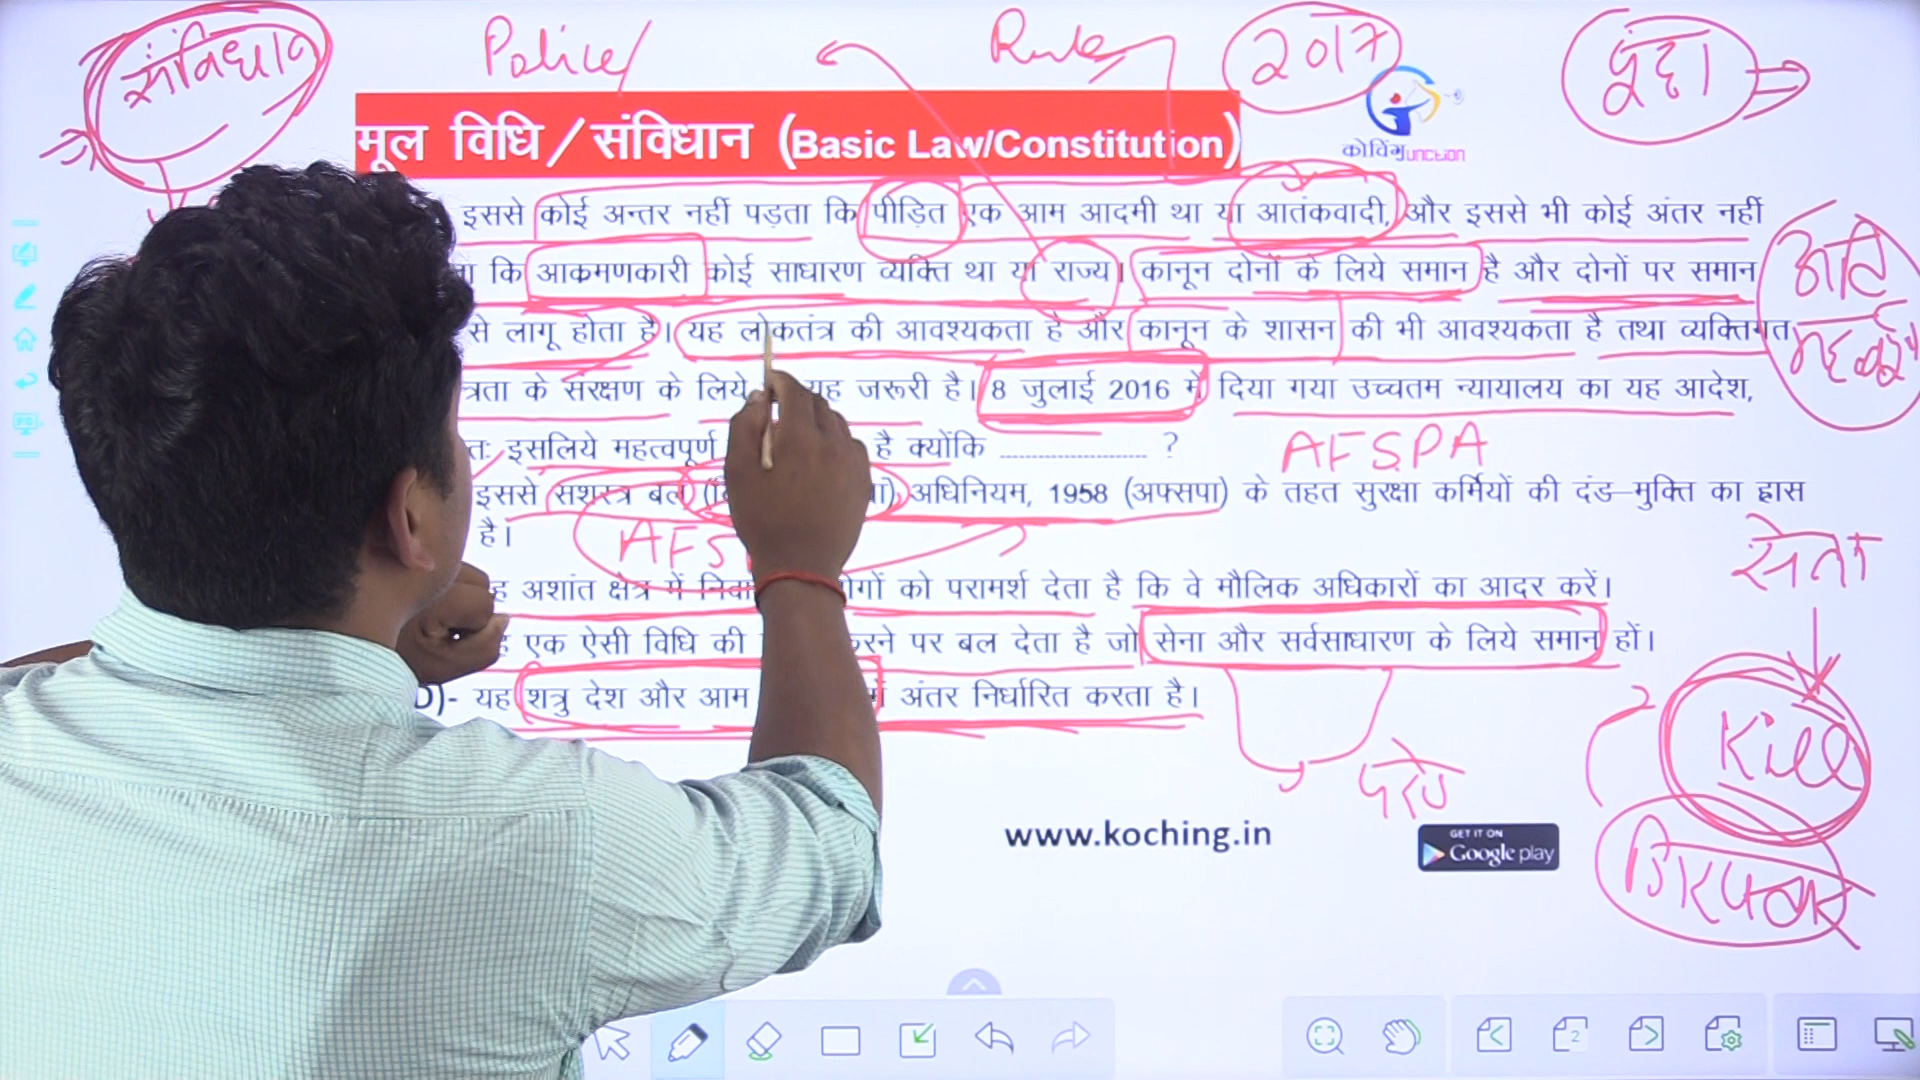 संविधान Police Rules 2017
कोचिंगJUNCTION
मूल विधि/संविधान (Basic Law/Constitution)
इससे कोई अन्तर नहीं पड़ता कि पीड़ित एक आम आदमी था या आतंकवादी, और इससे भी कोई अंतर नहीं
कि आक्रमणकारी कोई साधारण व्यक्ति था या राज्य। कानून दोनों के लिये समान है और दोनों पर समान
से लागू होता है। यह लोकतंत्र की आवश्यकता है और कानून के शासन की भी आवश्यकता है तथा व्यक्तिगत
के संरक्षण के लिये यह जरूरी है। 8 जुलाई 2016 में दिया गया उच्चतम न्यायालय का यह आदेश,
इसलिये महत्वपूर्ण है क्योंकि ........................ ?
AFSPA
इससे सशस्त्र बल अधिनियम, 1958 (अफ्सपा) के तहत सुरक्षा कर्मियों की दंड–मुक्ति का ह्रास
है।
AFS
अशांत क्षेत्र में को परामर्श देता है कि वे मौलिक अधिकारों का आदर करें।
एक ऐसी विधि की करने पर बल देता है जो सेना और सर्वसाधारण के लिये समान हों।
D)- यह शत्रु देश और आम में अंतर निर्धारित करता है।
सेना
Kill
गिरफ्तार
www.koching.in
GET IT ON
Google play
2